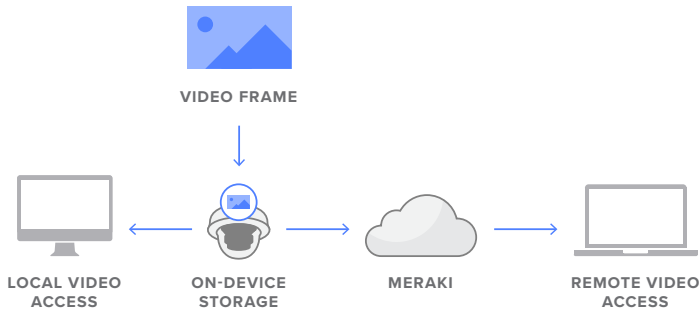 VIDEO FRAME
LOCAL VIDEO
ACCESS
ON-DEVICE
STORAGE
MERAKI
REMOTE VIDEO
ACCESS